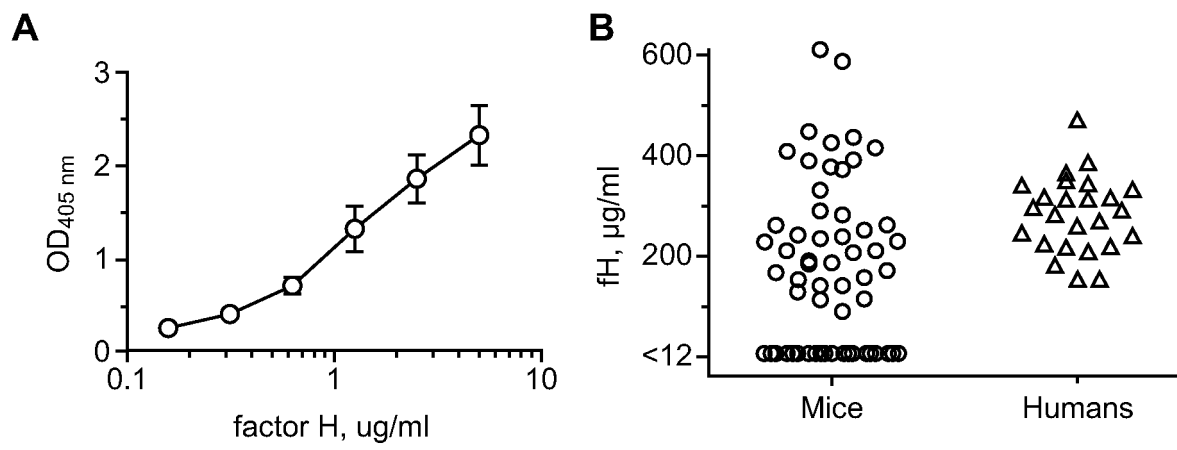 A
3
2
1
0
OD405 nm
0.1
1
10
factor H, ug/ml
B
600
400
200
<12
fH, µg/ml
Mice
Humans